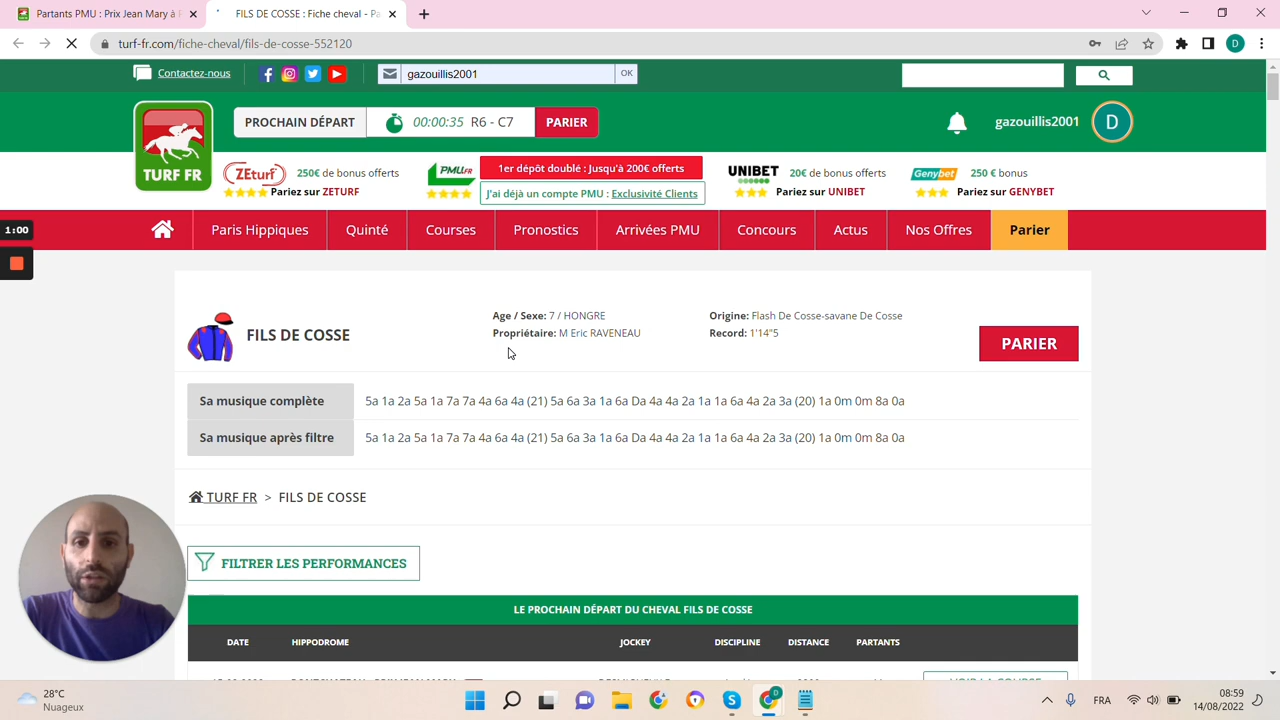 Partants PMU : Prix Jean Mary à P
FILS DE COSSE : Fiche cheval - Pa
turf-fr.com/fiche-cheval/fils-de-cosse-552120
D
Contactez-nous
gazouillis2001
OK
TURF FR
PROCHAIN DÉPART
00:00:35 R6 - C7
PARIER
gazouillis2001
D
ZEturf
250€ de bonus offerts
Pariez sur ZETURF
PMU.FR
1er dépôt doublé : Jusqu'à 200€ offerts
J'ai déjà un compte PMU : Exclusivité Clients
UNIBET
20€ de bonus offerts
Pariez sur UNIBET
Genybet
250 € bonus
Pariez sur GENYBET
1:00
Paris Hippiques
Quinté
Courses
Pronostics
Arrivées PMU
Concours
Actus
Nos Offres
Parier
FILS DE COSSE
Age / Sexe: 7 / HONGRE
Propriétaire: M Eric RAVENEAU
Origine: Flash De Cosse-savane De Cosse
Record: 1'14"5
PARIER
Sa musique complète
5a 1a 2a 5a 1a 7a 7a 4a 6a 4a (21) 5a 6a 3a 1a 6a Da 4a 4a 2a 1a 1a 6a 4a 2a 3a (20) 1a 0m 0m 8a 0a
Sa musique après filtre
5a 1a 2a 5a 1a 7a 7a 4a 6a 4a (21) 5a 6a 3a 1a 6a Da 4a 4a 2a 1a 1a 6a 4a 2a 3a (20) 1a 0m 0m 8a 0a
TURF FR > FILS DE COSSE
FILTRER LES PERFORMANCES
LE PROCHAIN DÉPART DU CHEVAL FILS DE COSSE
DATE HIPPODROME JOCKEY DISCIPLINE DISTANCE PARTANTS
28°C
Nuageux
D
FRA
08:59
14/08/2022